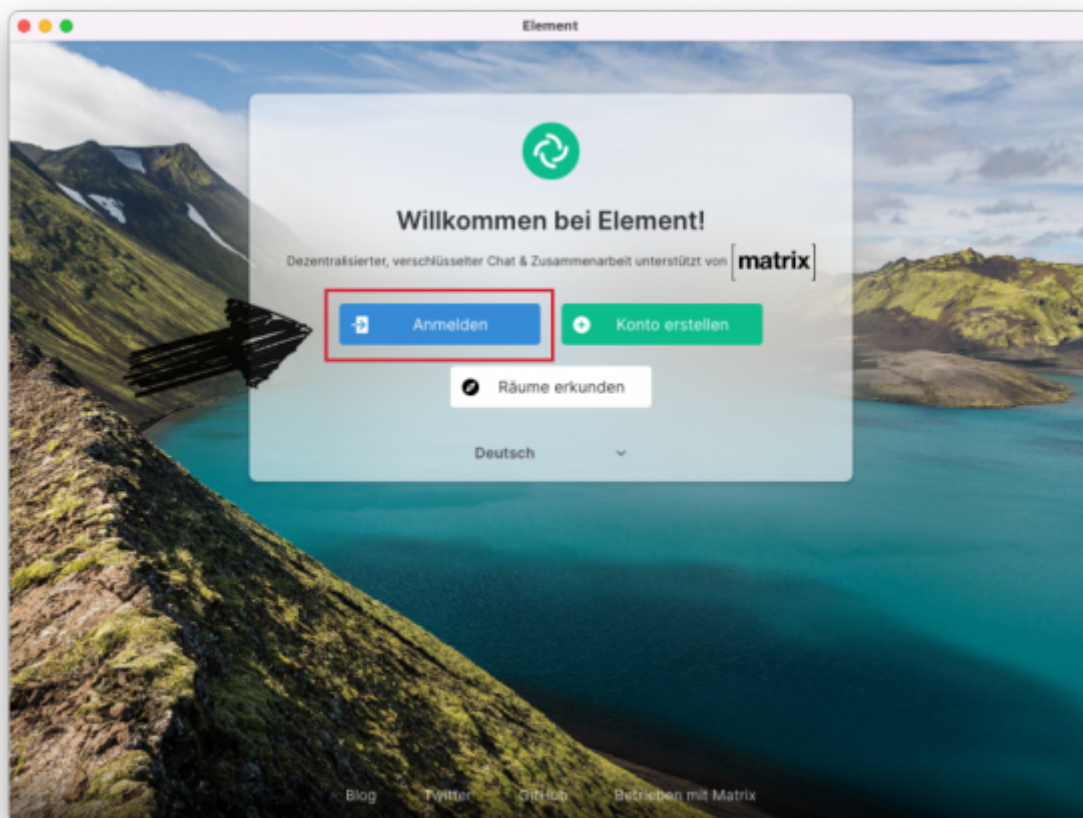 Element
Willkommen bei Element!
Dezentralisierter, verschlüsselter Chat & Zusammenarbeit unterstützt von [matrix]
Anmelden
Konto erstellen
Räume erkunden
Deutsch
Blog Twitter GitHub Betrieben mit Matrix